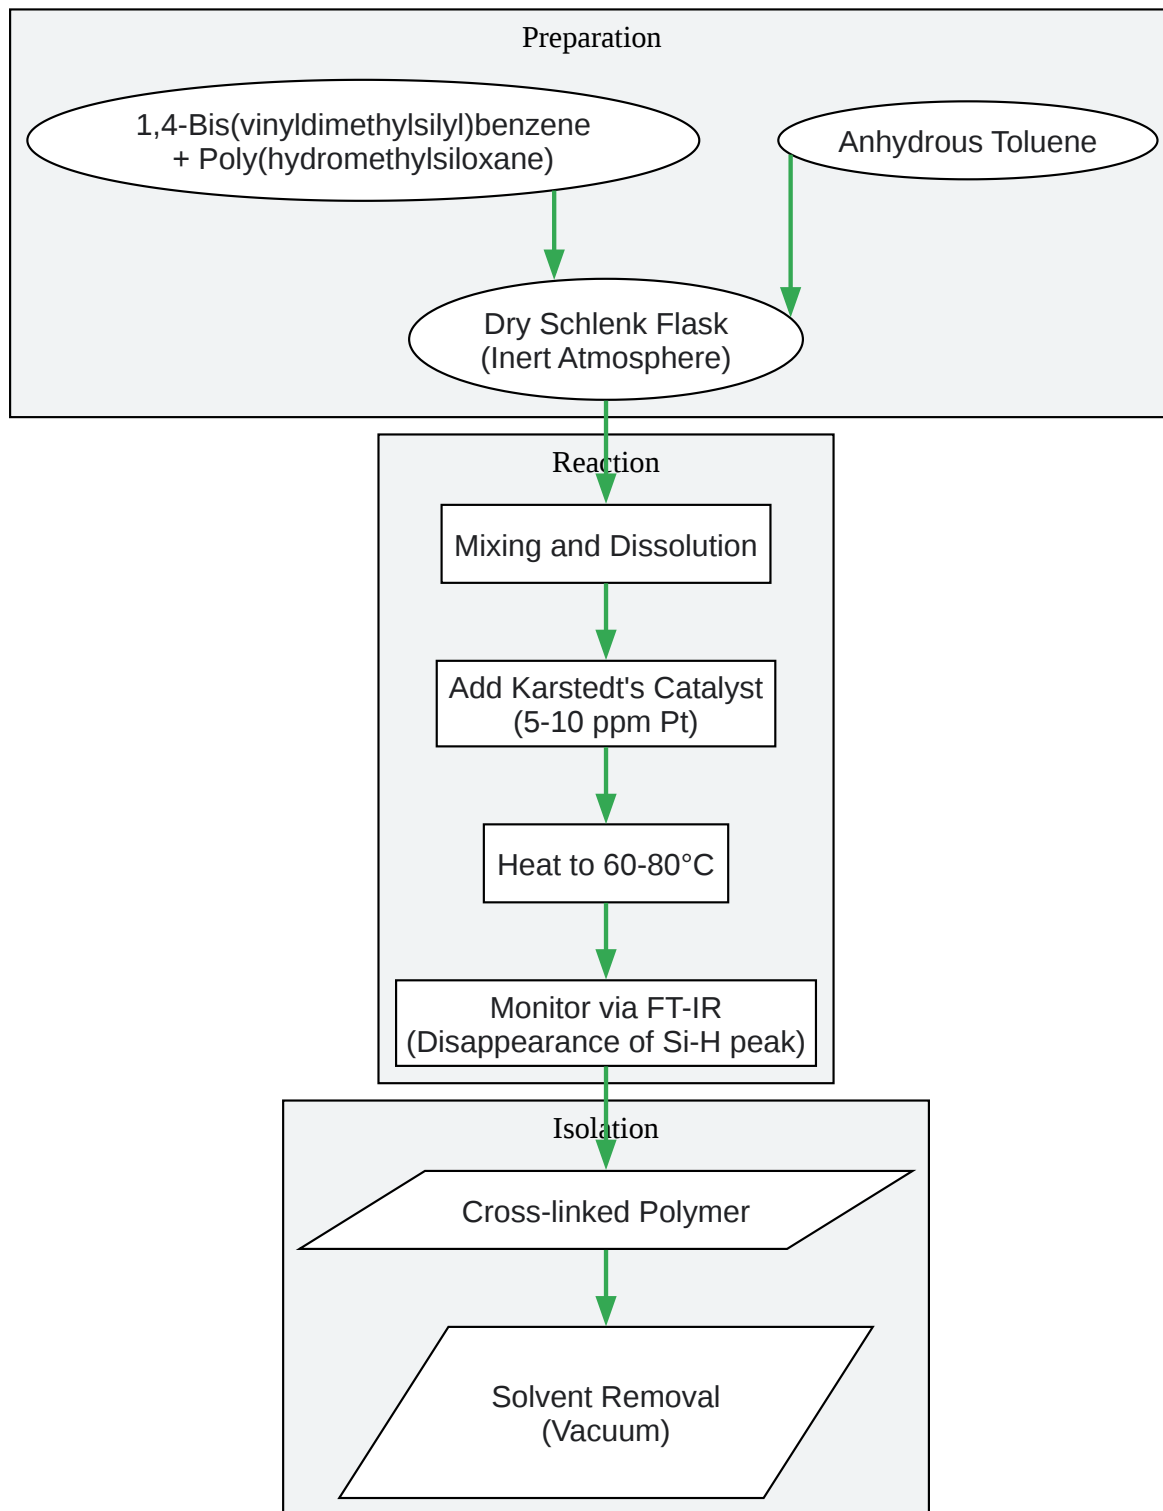 Preparation
1,4-Bis(vinyldimethylsilyl)benzene
+ Poly(hydromethylsiloxane)
Anhydrous Toluene
Dry Schlenk Flask
(Inert Atmosphere)
Reaction
Mixing and Dissolution
Add Karstedt's Catalyst
(5-10 ppm Pt)
Heat to 60-80°C
Monitor via FT-IR
(Disappearance of Si-H peak)
Isolation
Cross-linked Polymer
Solvent Removal
(Vacuum)